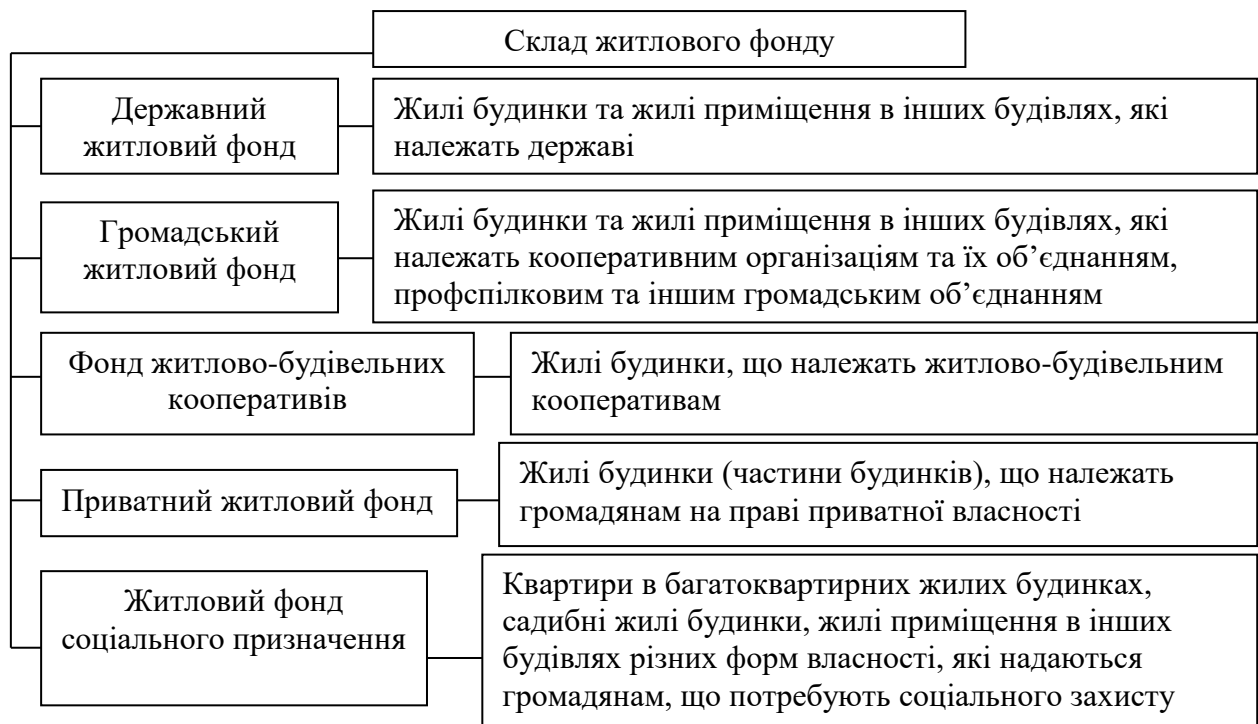 Склад житлового фонду
Державний
житловий фонд
Жилі будинки та жилі приміщення в інших будівлях, які
належать державі
Громадський
житловий фонд
Жилі будинки та жилі приміщення в інших будівлях, які
належать кооперативним організаціям та їх об’єднанням,
профспілковим та іншим громадським об’єднанням
Фонд житлово-будівельних
кооперативів
Жилі будинки, що належать житлово-будівельним
кооперативам
Приватний житловий фонд
Жилі будинки (частини будинків), що належать
громадянам на праві приватної власності
Житловий фонд
соціального призначення
Квартири в багатоквартирних жилих будинках,
садибні жилі будинки, жилі приміщення в інших
будівлях різних форм власності, які надаються
громадянам, що потребують соціального захисту